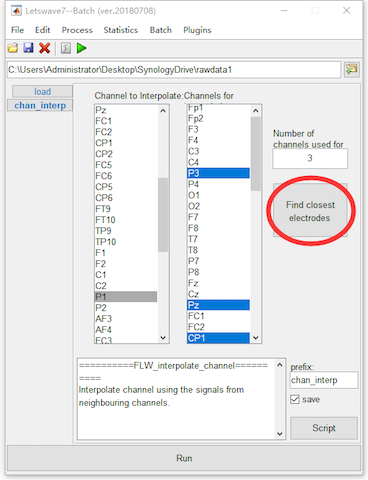 Letswave7--Batch (ver.20180708)
File Edit Process Statistics Batch Plugins
C:\Users\Administrator\Desktop\SynologyDrive\rawdata1
load
chan_interp
Channel to Interpolate:
Pz
FC1
FC2
CP1
CP2
FC5
FC6
CP5
CP6
FT9
FT10
TP9
TP10
F1
F2
C1
C2
P1
P2
AF3
AF4
FC3
Channels for
Fp1
Fp2
F3
F4
C3
C4
P3
P4
O1
O2
F7
F8
T7
T8
P7
P8
Fz
Cz
Pz
FC1
FC2
CP1
Number of
channels used for
3
Find closest
electrodes
==========FLW_interpolate_channel==========
====
Interpolate channel using the signals from
neighbouring channels.
prefix:
chan_interp
save
Script
Run